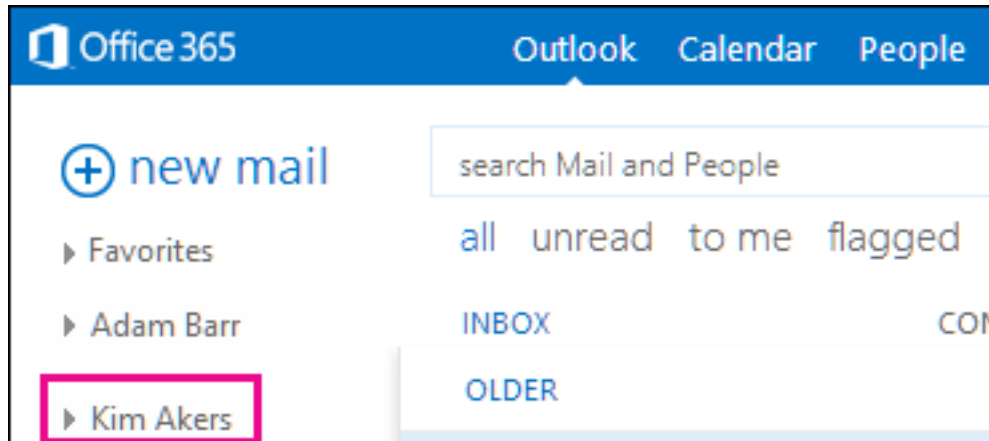 Office 365
Outlook Calendar People
new mail
search Mail and People
Favorites
all unread to me flagged
Adam Barr
INBOX
OLDER
Kim Akers